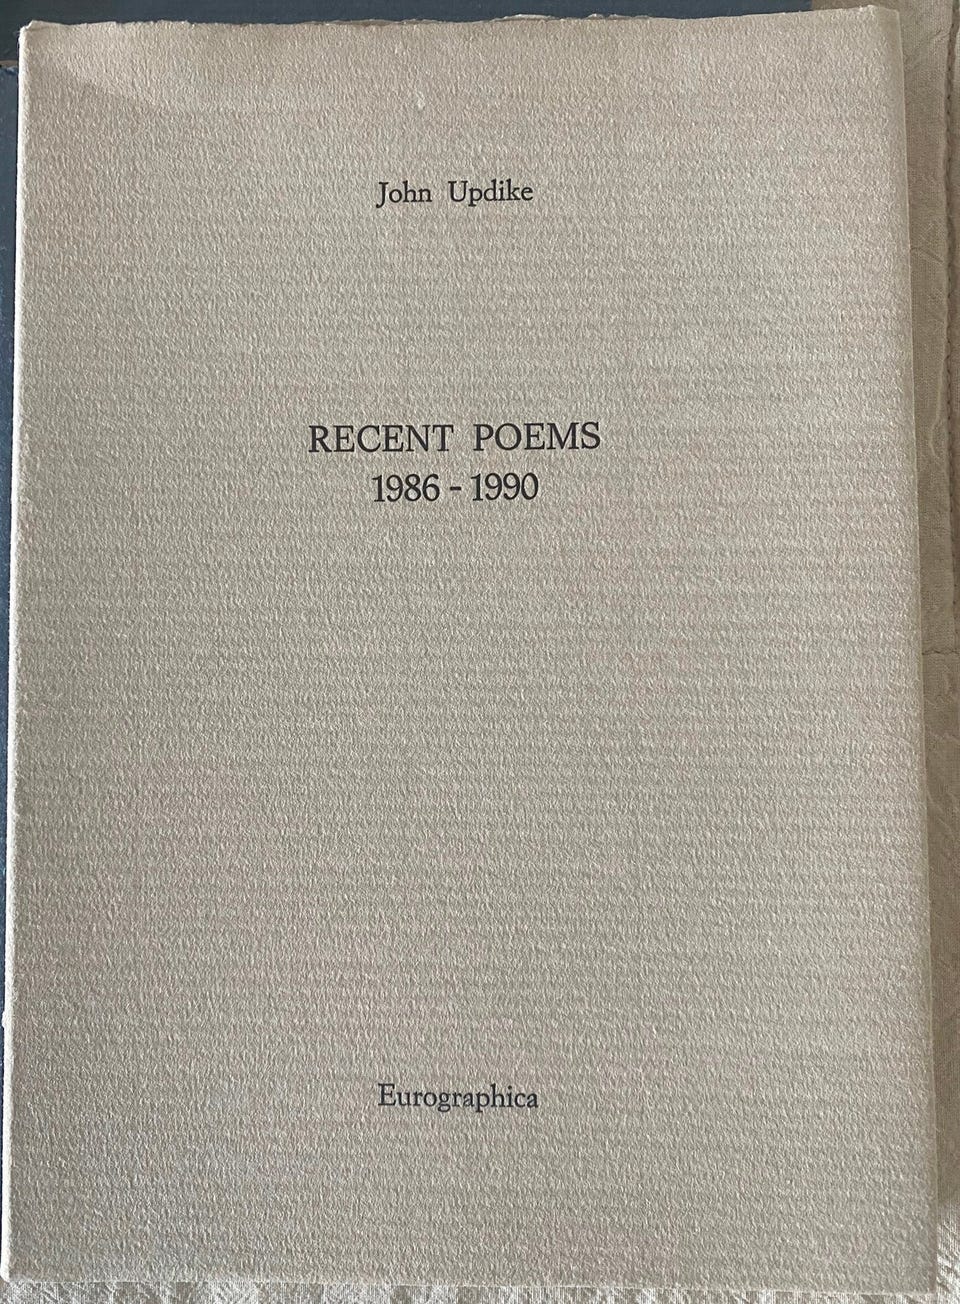 John Updike
RECENT POEMS
1986 - 1990
Eurographica